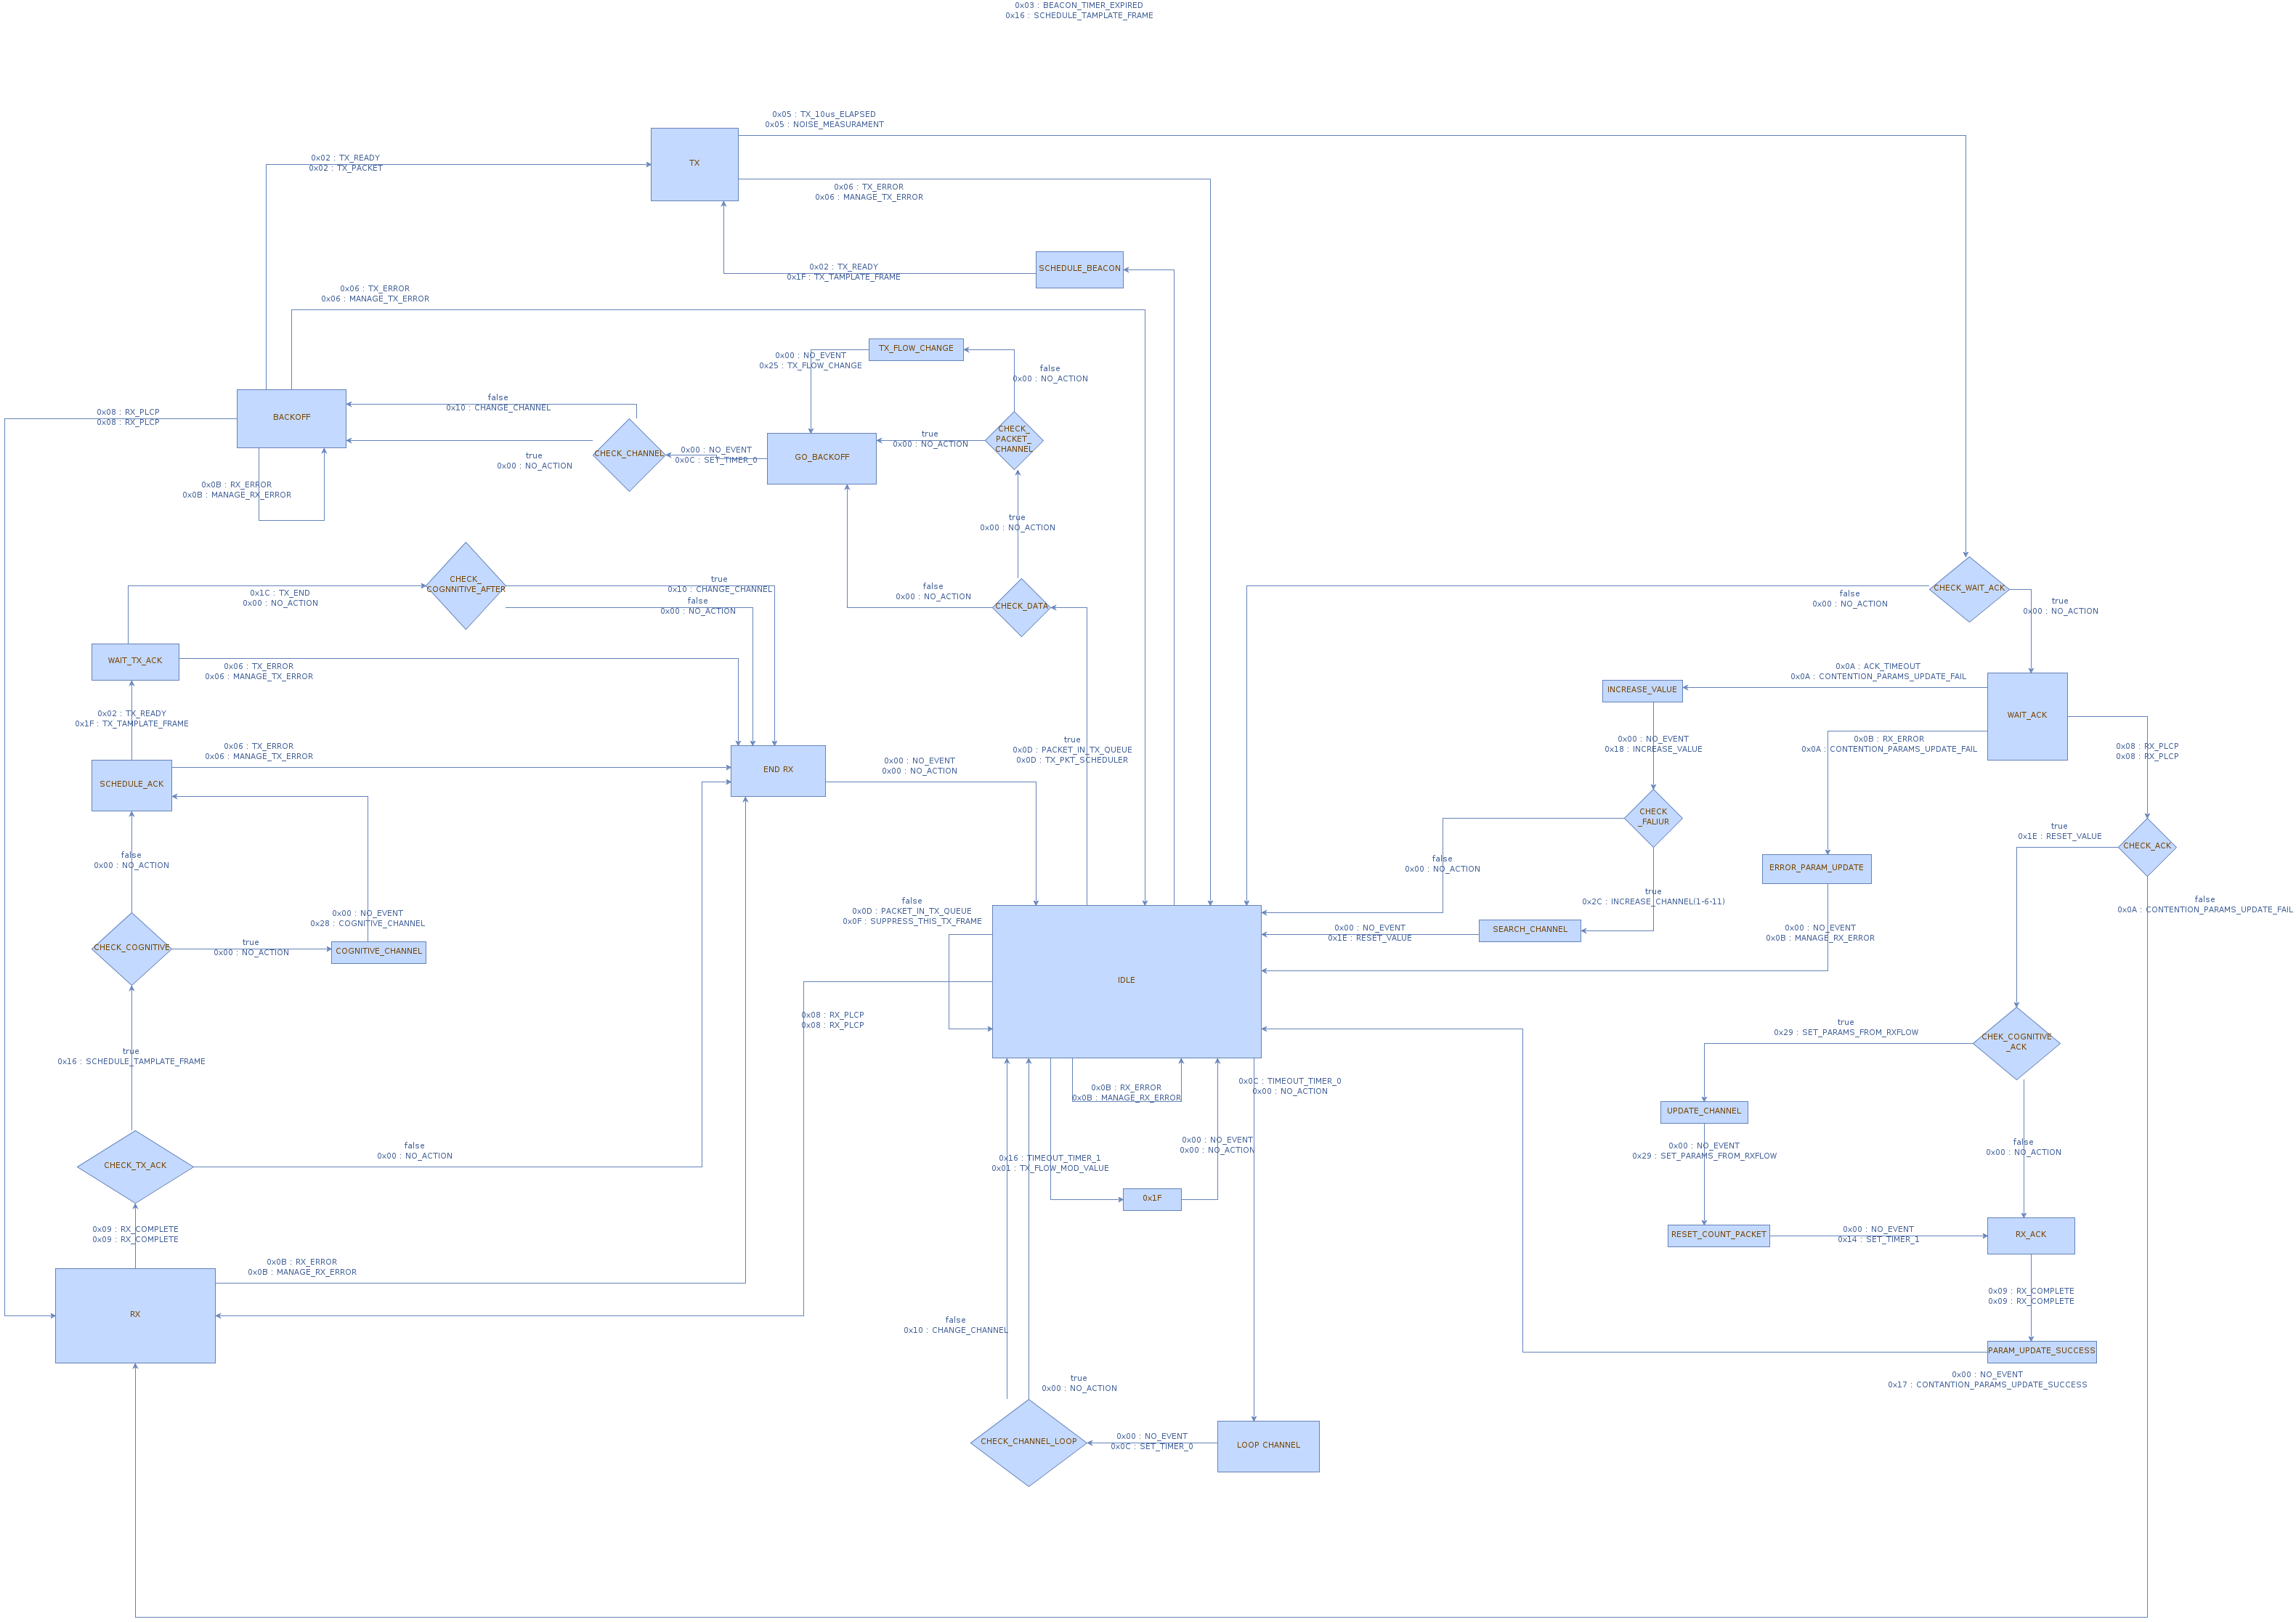 0x03 : BEACON_TIMER_EXPIRED
0x16 : SCHEDULE_TAMPLATE_FRAME
0x05 : TX_10us_ELAPSED
0x05 : NOISE_MEASURAMENT
TX
0x02 : TX_READY
0x02 : TX_PACKET
0x06 : TX_ERROR
0x06 : MANAGE_TX_ERROR
SCHEDULE_BEACON
0x02 : TX_READY
0x1F : TX_TAMPLATE_FRAME
0x06 : TX_ERROR
0x06 : MANAGE_TX_ERROR
TX_FLOW_CHANGE
0x00 : NO_EVENT
0x25 : TX_FLOW_CHANGE
false
0x00 : NO_ACTION
false
0x10 : CHANGE_CHANNEL
0x08 : RX_PLCP
0x08 : RX_PLCP
BACKOFF
CHECK_
PACKET_
CHANNEL
true
0x00 : NO_ACTION
CHECK_CHANNEL
0x00 : NO_EVENT
0x0C : SET_TIMER_0
GO_BACKOFF
true
0x00 : NO_ACTION
0x0B : RX_ERROR
0x0B : MANAGE_RX_ERROR
true
0x00 : NO_ACTION
CHECK_
COGNNITIVE_AFTER
true
0x10 : CHANGE_CHANNEL
false
0x00 : NO_ACTION
0x1C : TX_END
0x00 : NO_ACTION
false
0x00 : NO_ACTION
CHECK_DATA
CHECK_WAIT_ACK
false
0x00 : NO_ACTION
true
0x00 : NO_ACTION
WAIT_TX_ACK
0x06 : TX_ERROR
0x06 : MANAGE_TX_ERROR
0x0A : ACK_TIMEOUT
0x0A : CONTENTION_PARAMS_UPDATE_FAIL
INCREASE_VALUE
WAIT_ACK
0x02 : TX_READY
0x1F : TX_TAMPLATE_FRAME
0x06 : TX_ERROR
0x06 : MANAGE_TX_ERROR
true
0x0D : PACKET_IN_TX_QUEUE
0x0D : TX_PKT_SCHEDULER
0x00 : NO_EVENT
0x18 : INCREASE_VALUE
0x0B : RX_ERROR
0x0A : CONTENTION_PARAMS_UPDATE_FAIL
0x08 : RX_PLCP
0x08 : RX_PLCP
SCHEDULE_ACK
END RX
0x00 : NO_EVENT
0x00 : NO_ACTION
CHECK
_FALIUR
true
0x1E : RESET_VALUE
CHECK_ACK
false
0x00 : NO_ACTION
false
0x00 : NO_ACTION
ERROR_PARAM_UPDATE
true
0x2C : INCREASE_CHANNEL(1-6-11)
false
0x0A : CONTENTION_PARAMS_UPDATE_FAIL
0x00 : NO_EVENT
0x28 : COGNITIVE_CHANNEL
false
0x0D : PACKET_IN_TX_QUEUE
0x0F : SUPPRESS_THIS_TX_FRAME
0x00 : NO_EVENT
0x1E : RESET_VALUE
SEARCH_CHANNEL
0x00 : NO_EVENT
0x0B : MANAGE_RX_ERROR
CHECK_COGNITIVE
true
0x00 : NO_ACTION
COGNITIVE_CHANNEL
IDLE
0x08 : RX_PLCP
0x08 : RX_PLCP
true
0x29 : SET_PARAMS_FROM_RXFLOW
CHEK_COGNITIVE
_ACK
true
0x16 : SCHEDULE_TAMPLATE_FRAME
0x0B : RX_ERROR
0x0B : MANAGE_RX_ERROR
0x0C : TIMEOUT_TIMER_0
0x00 : NO_ACTION
UPDATE_CHANNEL
false
0x00 : NO_ACTION
CHECK_TX_ACK
0x16 : TIMEOUT_TIMER_1
0x01 : TX_FLOW_MOD_VALUE
0x00 : NO_EVENT
0x00 : NO_ACTION
0x00 : NO_EVENT
0x29 : SET_PARAMS_FROM_RXFLOW
false
0x00 : NO_ACTION
0x1F
0x09 : RX_COMPLETE
0x09 : RX_COMPLETE
RESET_COUNT_PACKET
0x00 : NO_EVENT
0x14 : SET_TIMER_1
RX_ACK
0x0B : RX_ERROR
0x0B : MANAGE_RX_ERROR
0x09 : RX_COMPLETE
0x09 : RX_COMPLETE
RX
false
0x10 : CHANGE_CHANNEL
PARAM_UPDATE_SUCCESS
true
0x00 : NO_ACTION
0x00 : NO_EVENT
0x17 : CONTANTION_PARAMS_UPDATE_SUCCESS
CHECK_CHANNEL_LOOP
0x00 : NO_EVENT
0x0C : SET_TIMER_0
LOOP CHANNEL